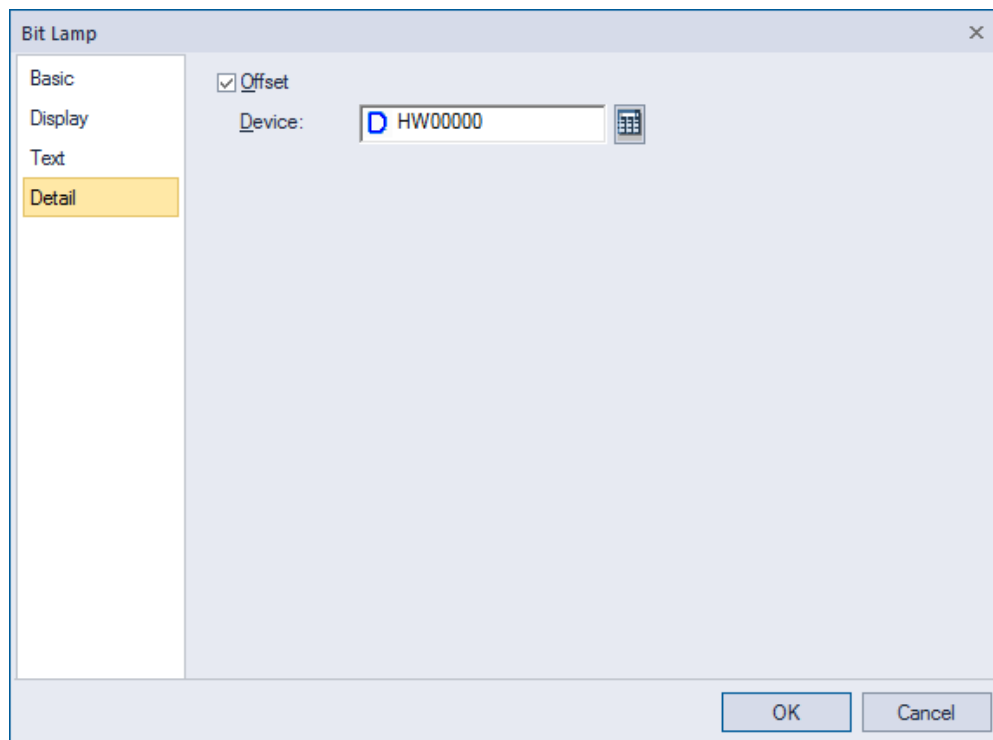 Bit Lamp
Basic
Display
Text
Detail
Offset
Device:
D HW00000
OK
Cancel